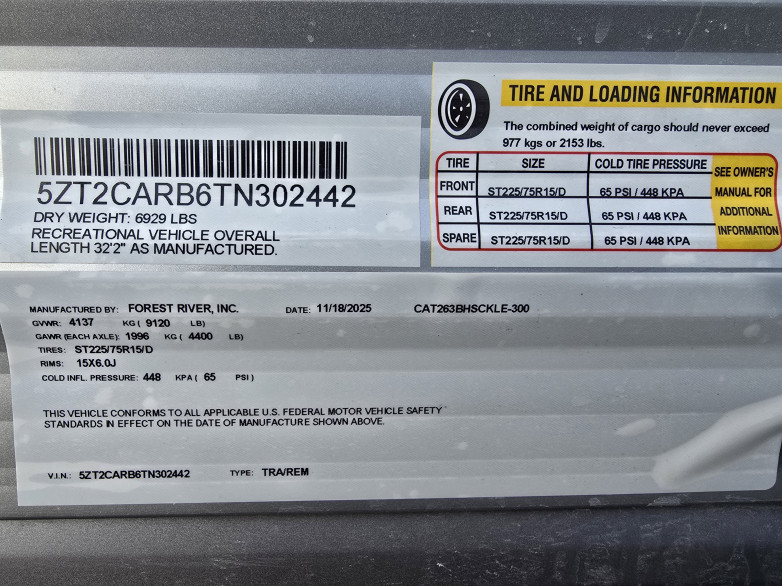 5ZT2CARB6TN302442
DRY WEIGHT: 6929 LBS
RECREATIONAL VEHICLE OVERALL
LENGTH 32'2" AS MANUFACTURED.
TIRE AND LOADING INFORMATION
The combined weight of cargo should never exceed
977 kgs or 2153 lbs.
TIRE SIZE COLD TIRE PRESSURE
FRONT ST225/75R15/D 65 PSI / 448 KPA
REAR ST225/75R15/D 65 PSI / 448 KPA
SPARE ST225/75R15/D 65 PSI / 448 KPA
SEE OWNER'S
MANUAL FOR
ADDITIONAL
INFORMATION
MANUFACTURED BY: FOREST RIVER, INC. DATE: 11/18/2025 CAT263BHSCKLE-300
GVWR: 4137 KG ( 9120 LB)
GAWR (EACH AXLE): 1996 KG ( 4400 LB)
TIRES: ST225/75R15/D
RIMS: 15X6.0J
COLD INFL. PRESSURE: 448 KPA ( 65 PSI )
THIS VEHICLE CONFORMS TO ALL APPLICABLE U.S. FEDERAL MOTOR VEHICLE SAFETY
STANDARDS IN EFFECT ON THE DATE OF MANUFACTURE SHOWN ABOVE.
V.I.N.: 5ZT2CARB6TN302442 TYPE: TRA/REM